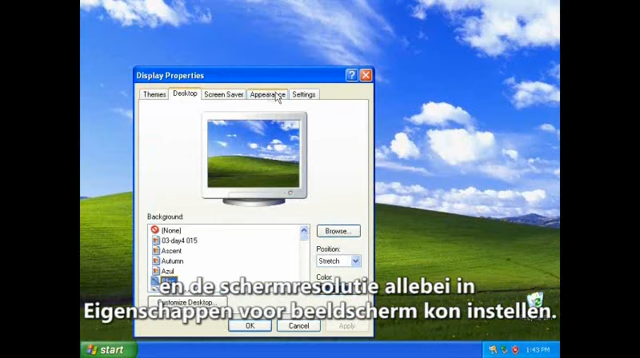 Display Properties
Themes Desktop Screen Saver Appearance Settings
Background:
(None)
03-day4 015
Ascent
Autumn
Azul
Browse...
Position:
Stretch
Color:
Customize Desktop...
OK Cancel Apply
en de schermresolutie allebei in
Eigenschappen voor beeldscherm kon instellen.
start
1:43 PM